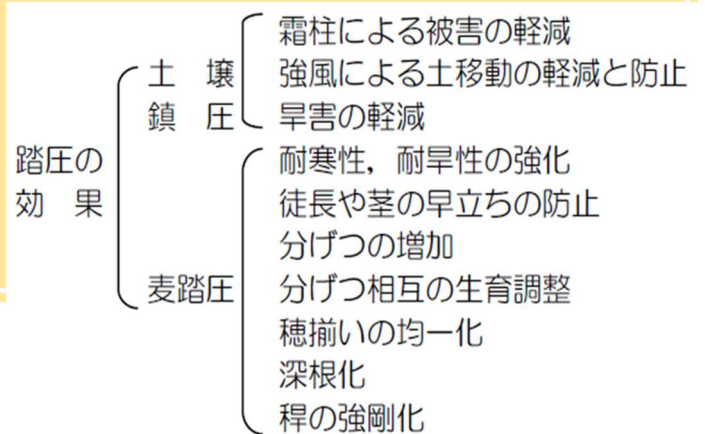 霜柱による被害の軽減
土 壌 強風による土移動の軽減と防止
鎮 圧 旱害の軽減
踏圧の 耐寒性，耐旱性の強化
効 果 徒長や茎の早立ちの防止
分げつの増加
麦踏圧 分げつ相互の生育調整
穂揃いの均一化
深根化
稈の強剛化